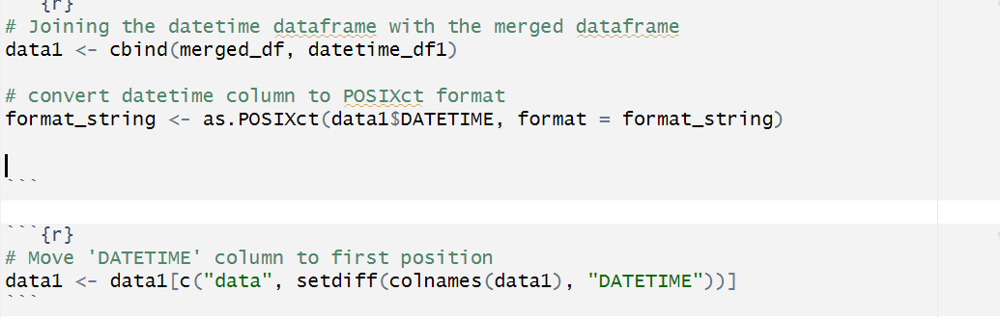 {r}
# Joining the datetime dataframe with the merged dataframe
data1 <- cbind(merged_df, datetime_df1)
# convert datetime column to POSIXct format
format_string <- as.POSIXct(data1$DATETIME, format = format_string)
```
```{r}
# Move 'DATETIME' column to first position
data1 <- data1[c("data", setdiff(colnames(data1), "DATETIME"))]
```